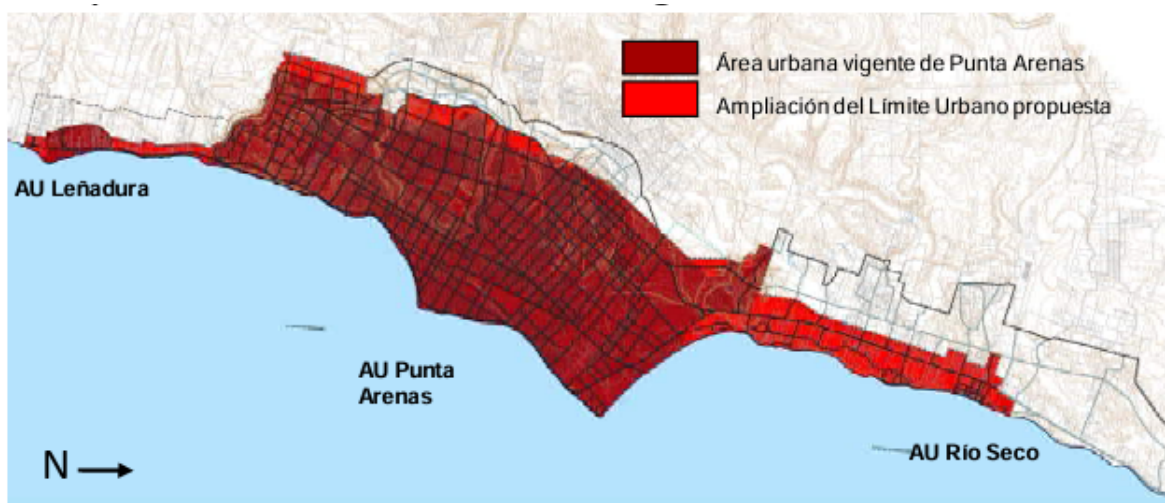 Área urbana vigente de Punta Arenas
Ampliación del Límite Urbano propuesta
AU Leñadura
AU Punta
Arenas
AU Río Seco
N